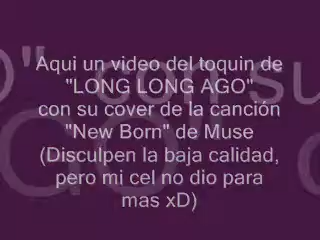 Aqui un video del toquin de
"LONG LONG AGO"
con su cover de la canción
"New Born" de Muse
(Disculpen la baja calidad,
pero mi cel no dio para
mas xD)